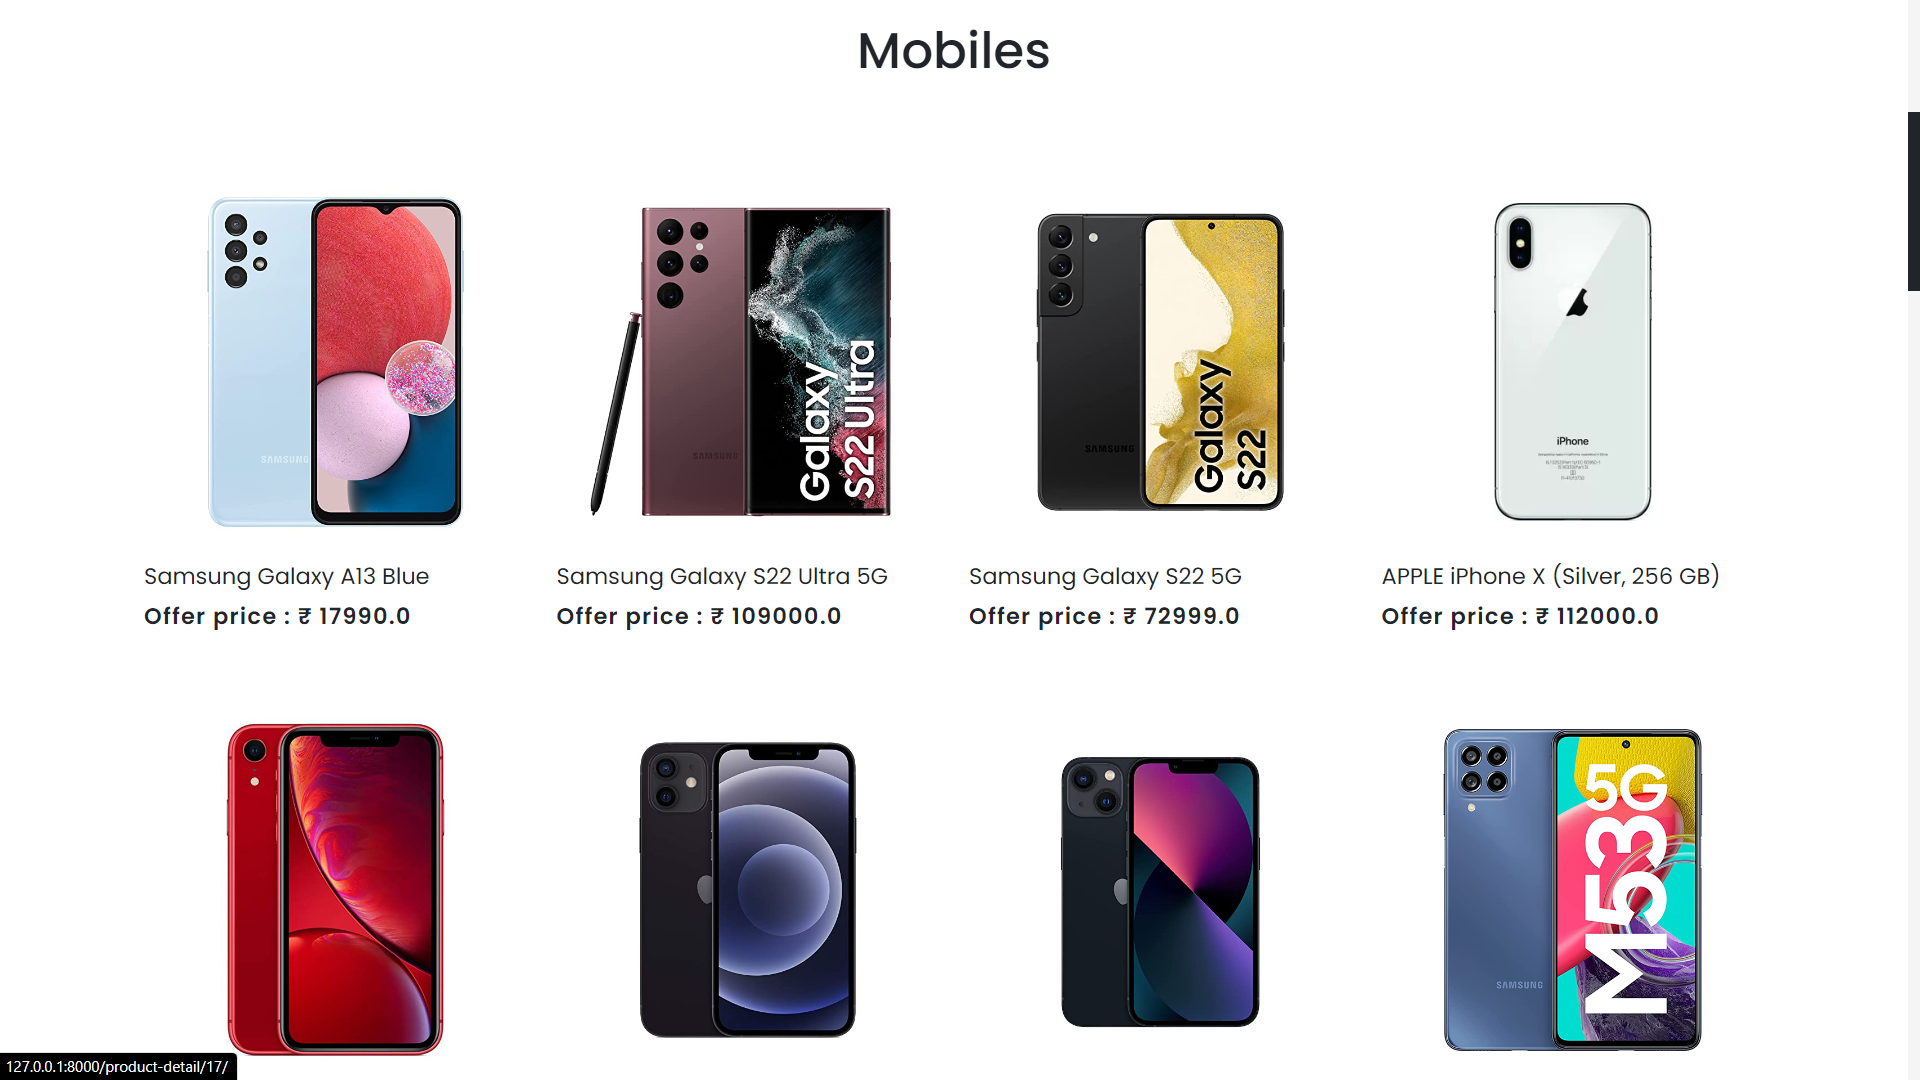 Mobiles
SAMSUNG
SAMSUNG
Galaxy
S22 Ultra
SAMSUNG
Galaxy
S22
iPhone
Samsung Galaxy A13 Blue
Offer price : ₹ 17990.0
Samsung Galaxy S22 Ultra 5G
Offer price : ₹ 109000.0
Samsung Galaxy S22 5G
Offer price : ₹ 72999.0
APPLE iPhone X (Silver, 256 GB)
Offer price : ₹ 112000.0
5G
M53
SAMSUNG
127.0.0.1:8000/product-detail/17/